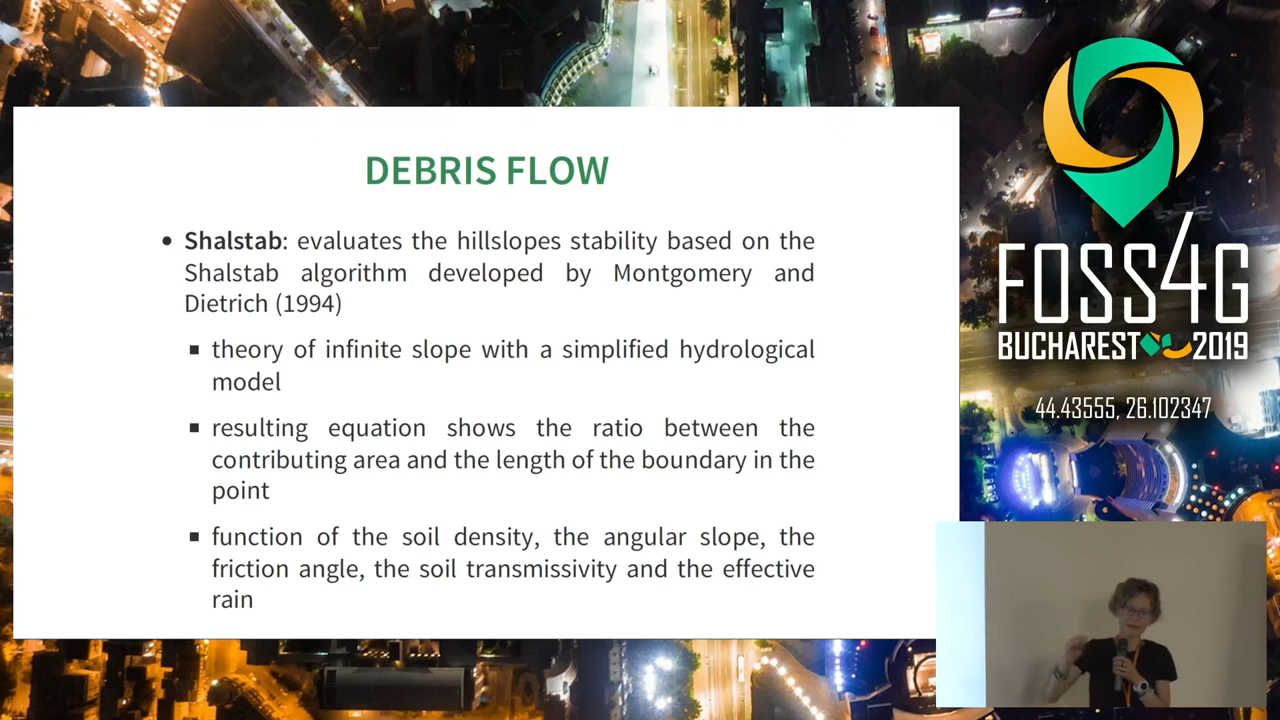 DEBRIS FLOW
• Shalstab: evaluates the hillslopes stability based on the
Shalstab algorithm developed by Montgomery and
Dietrich (1994)
▪ theory of infinite slope with a simplified hydrological
model
▪ resulting equation shows the ratio between the
contributing area and the length of the boundary in the
point
▪ function of the soil density, the angular slope, the
friction angle, the soil transmissivity and the effective
rain
FOSS4G
BUCHAREST 2019
44.43555, 26.102347